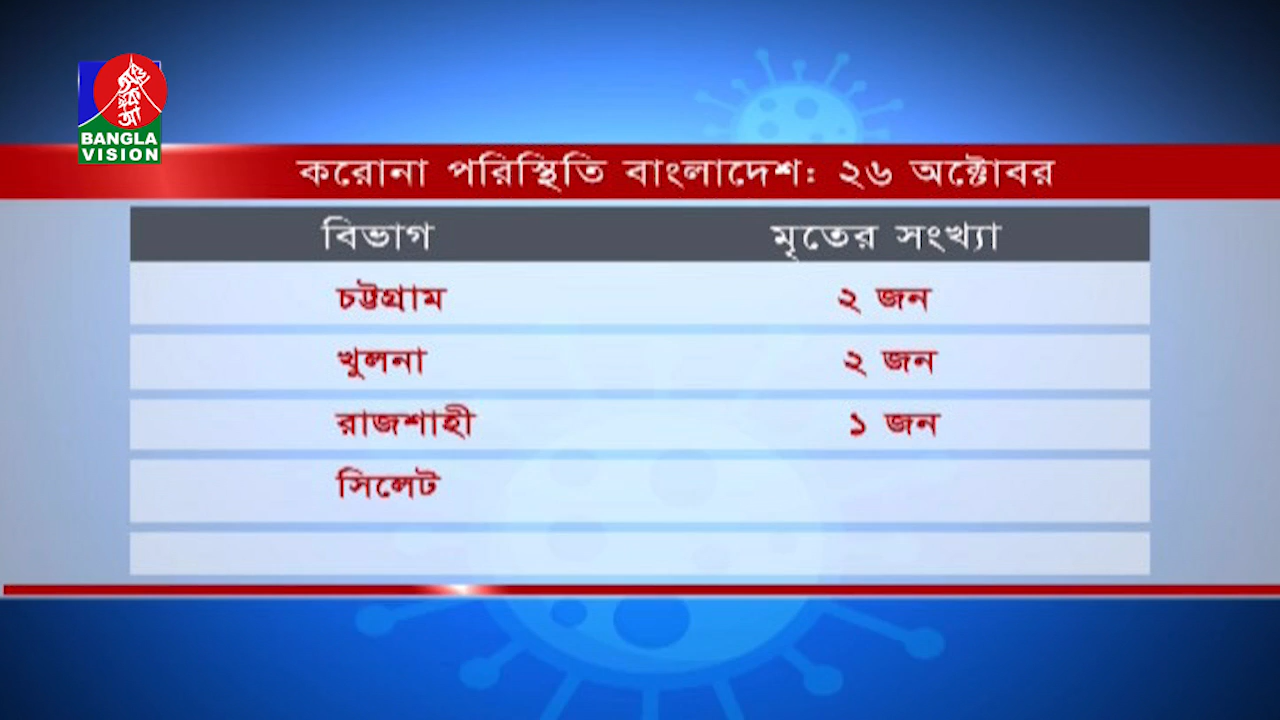 BANGLA
VISION
করোনা পরিস্থিতি বাংলাদেশ: ২৬ অক্টোবর
বিভাগ মৃতের সংখ্যা
চট্টগ্রাম ২ জন
খুলনা ২ জন
রাজশাহী ১ জন
সিলেট